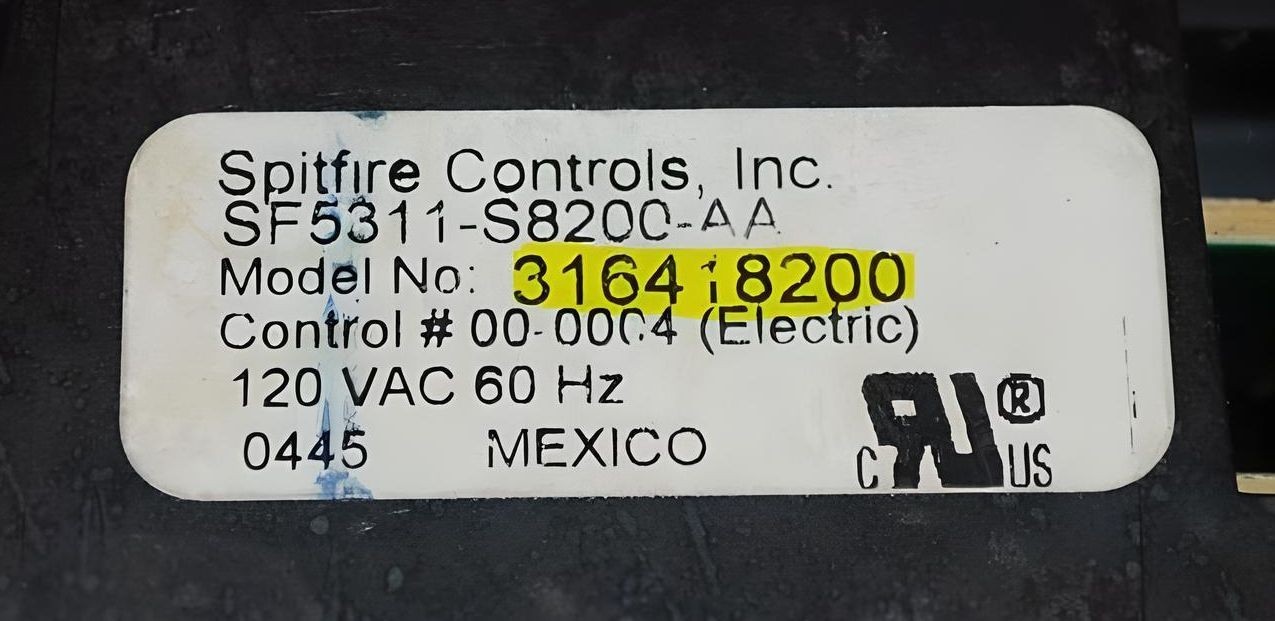 Spitfire Controls, Inc.
SF5311-S8200-AA
Model No: 316418200
Control # 00-0004 (Electric)
120 VAC 60 Hz
0445 MEXICO
C RU US ®